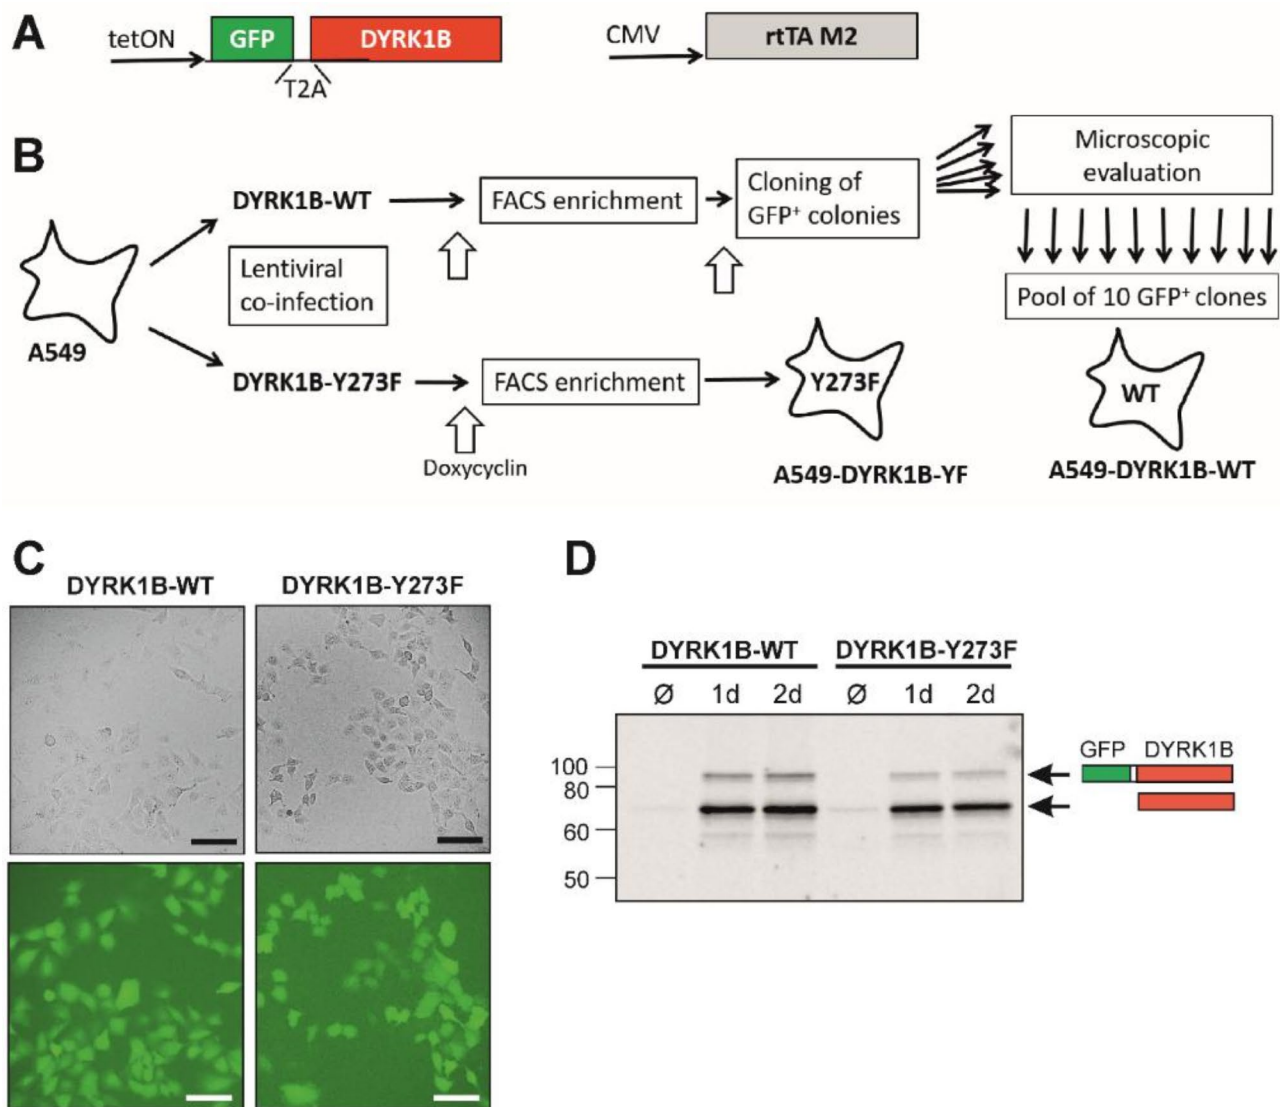 A
tetON
GFP
DYRK1B
T2A
CMV
rtTA M2
B
A549
DYRK1B-WT
Lentiviral
co-infection
DYRK1B-Y273F
FACS enrichment
Cloning of
GFP⁺ colonies
Microscopic
evaluation
Pool of 10 GFP⁺ clones
FACS enrichment
Doxycyclin
Y273F
A549-DYRK1B-YF
WT
A549-DYRK1B-WT
C
DYRK1B-WT DYRK1B-Y273F
D
DYRK1B-WT DYRK1B-Y273F
Ø 1d 2d Ø 1d 2d
100
80
60
50
GFP DYRK1B